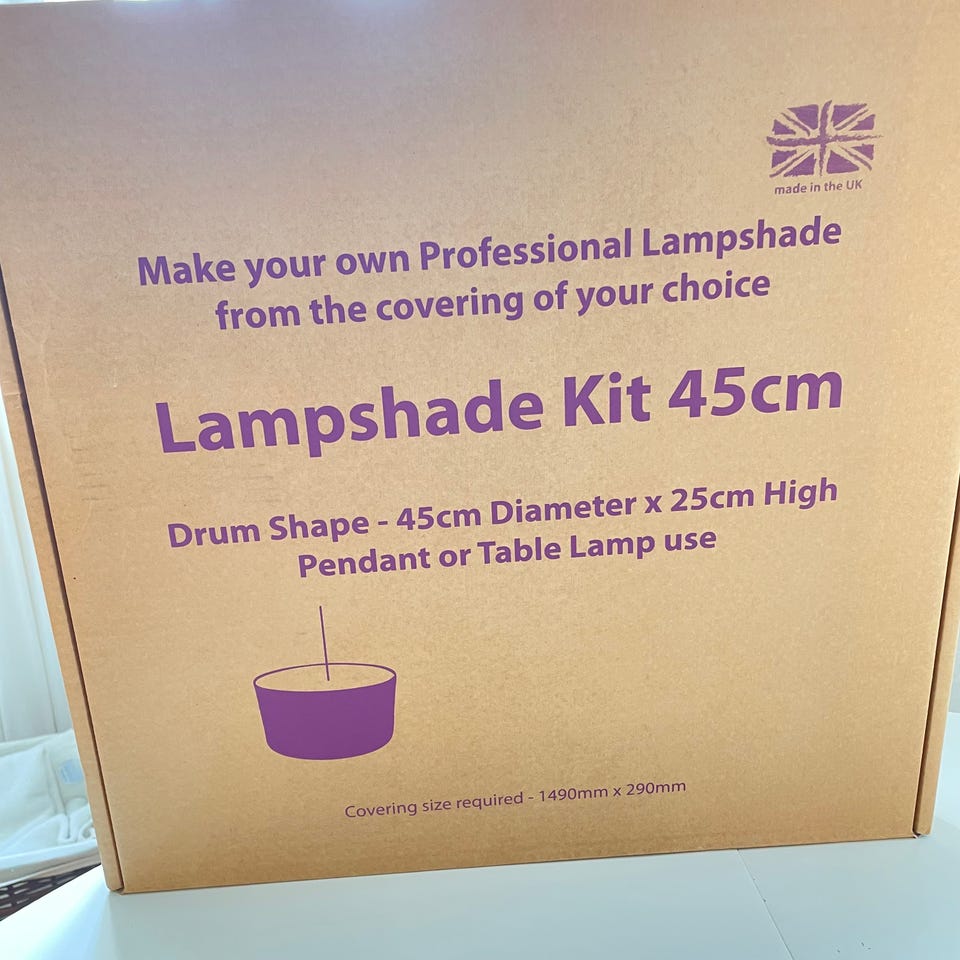 made in the UK
Make your own Professional Lampshade
from the covering of your choice
Lampshade Kit 45cm
Drum Shape - 45cm Diameter x 25cm High
Pendant or Table Lamp use
Covering size required - 1490mm x 290mm